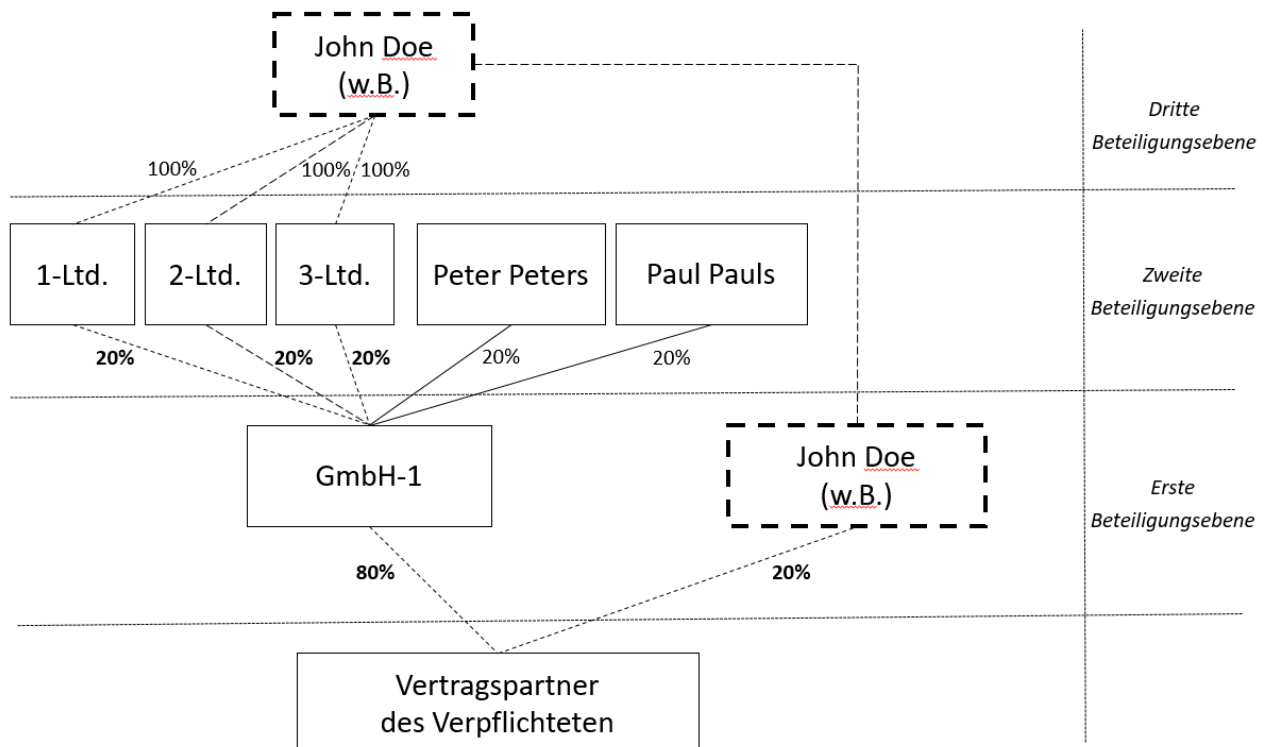 John Doe
(w.B.)
Dritte
Beteiligungsebene
100%
100%
100%
1-Ltd.
2-Ltd.
3-Ltd.
Peter Peters
Paul Pauls
Zweite
Beteiligungsebene
20%
20%
20%
20%
20%
GmbH-1
John Doe
(w.B.)
Erste
Beteiligungsebene
80%
20%
Vertragspartner
des Verpflichteten